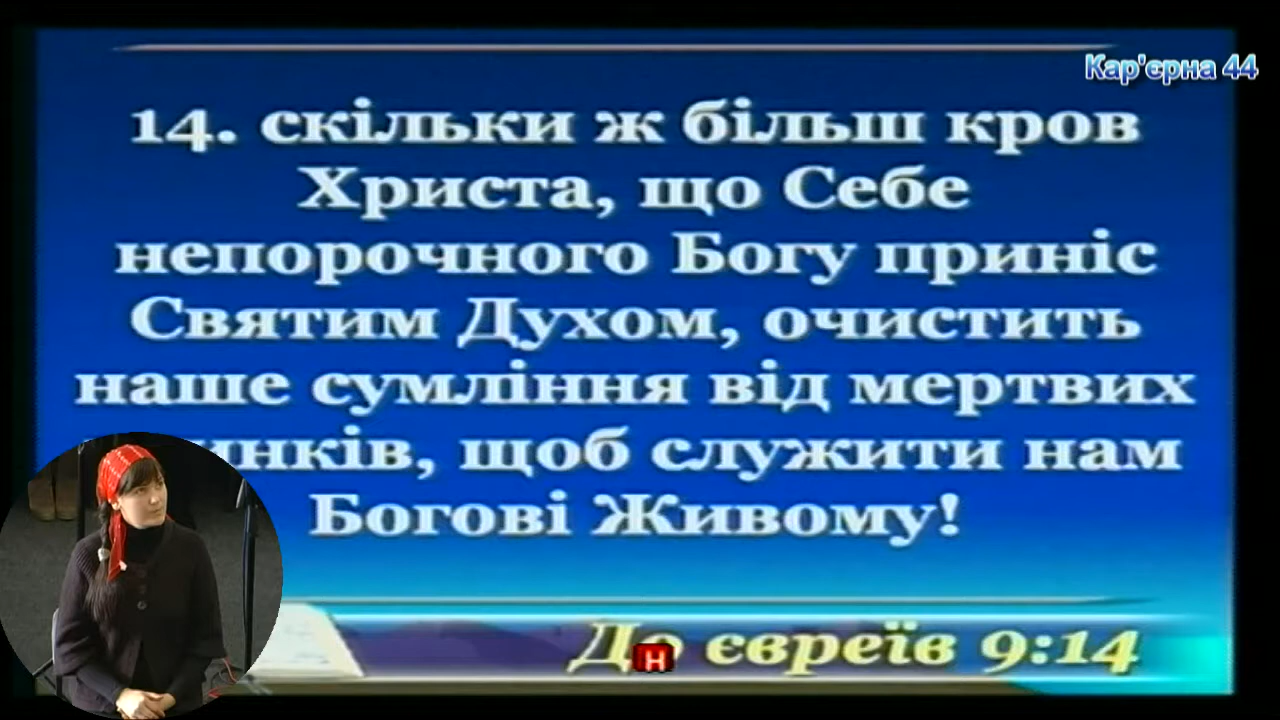 Кар'єрна 44
14. скільки ж більш кров
Христа, що Себе
непорочного Богу приніс
Святим Духом, очистить
наше сумління від мертвих
щоб служити нам
Богові Живому!
До євреїв 9:14
н